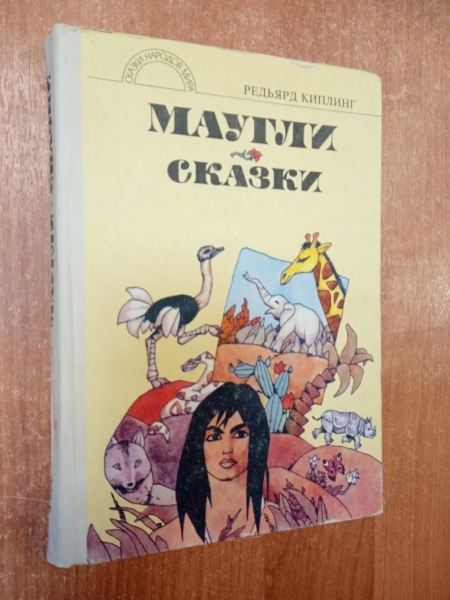 СКАЗКИ НАРОДОВ МИРА
РЕДЬЯРД КИПЛИНГ
МАУГЛИ
СКАЗКИ